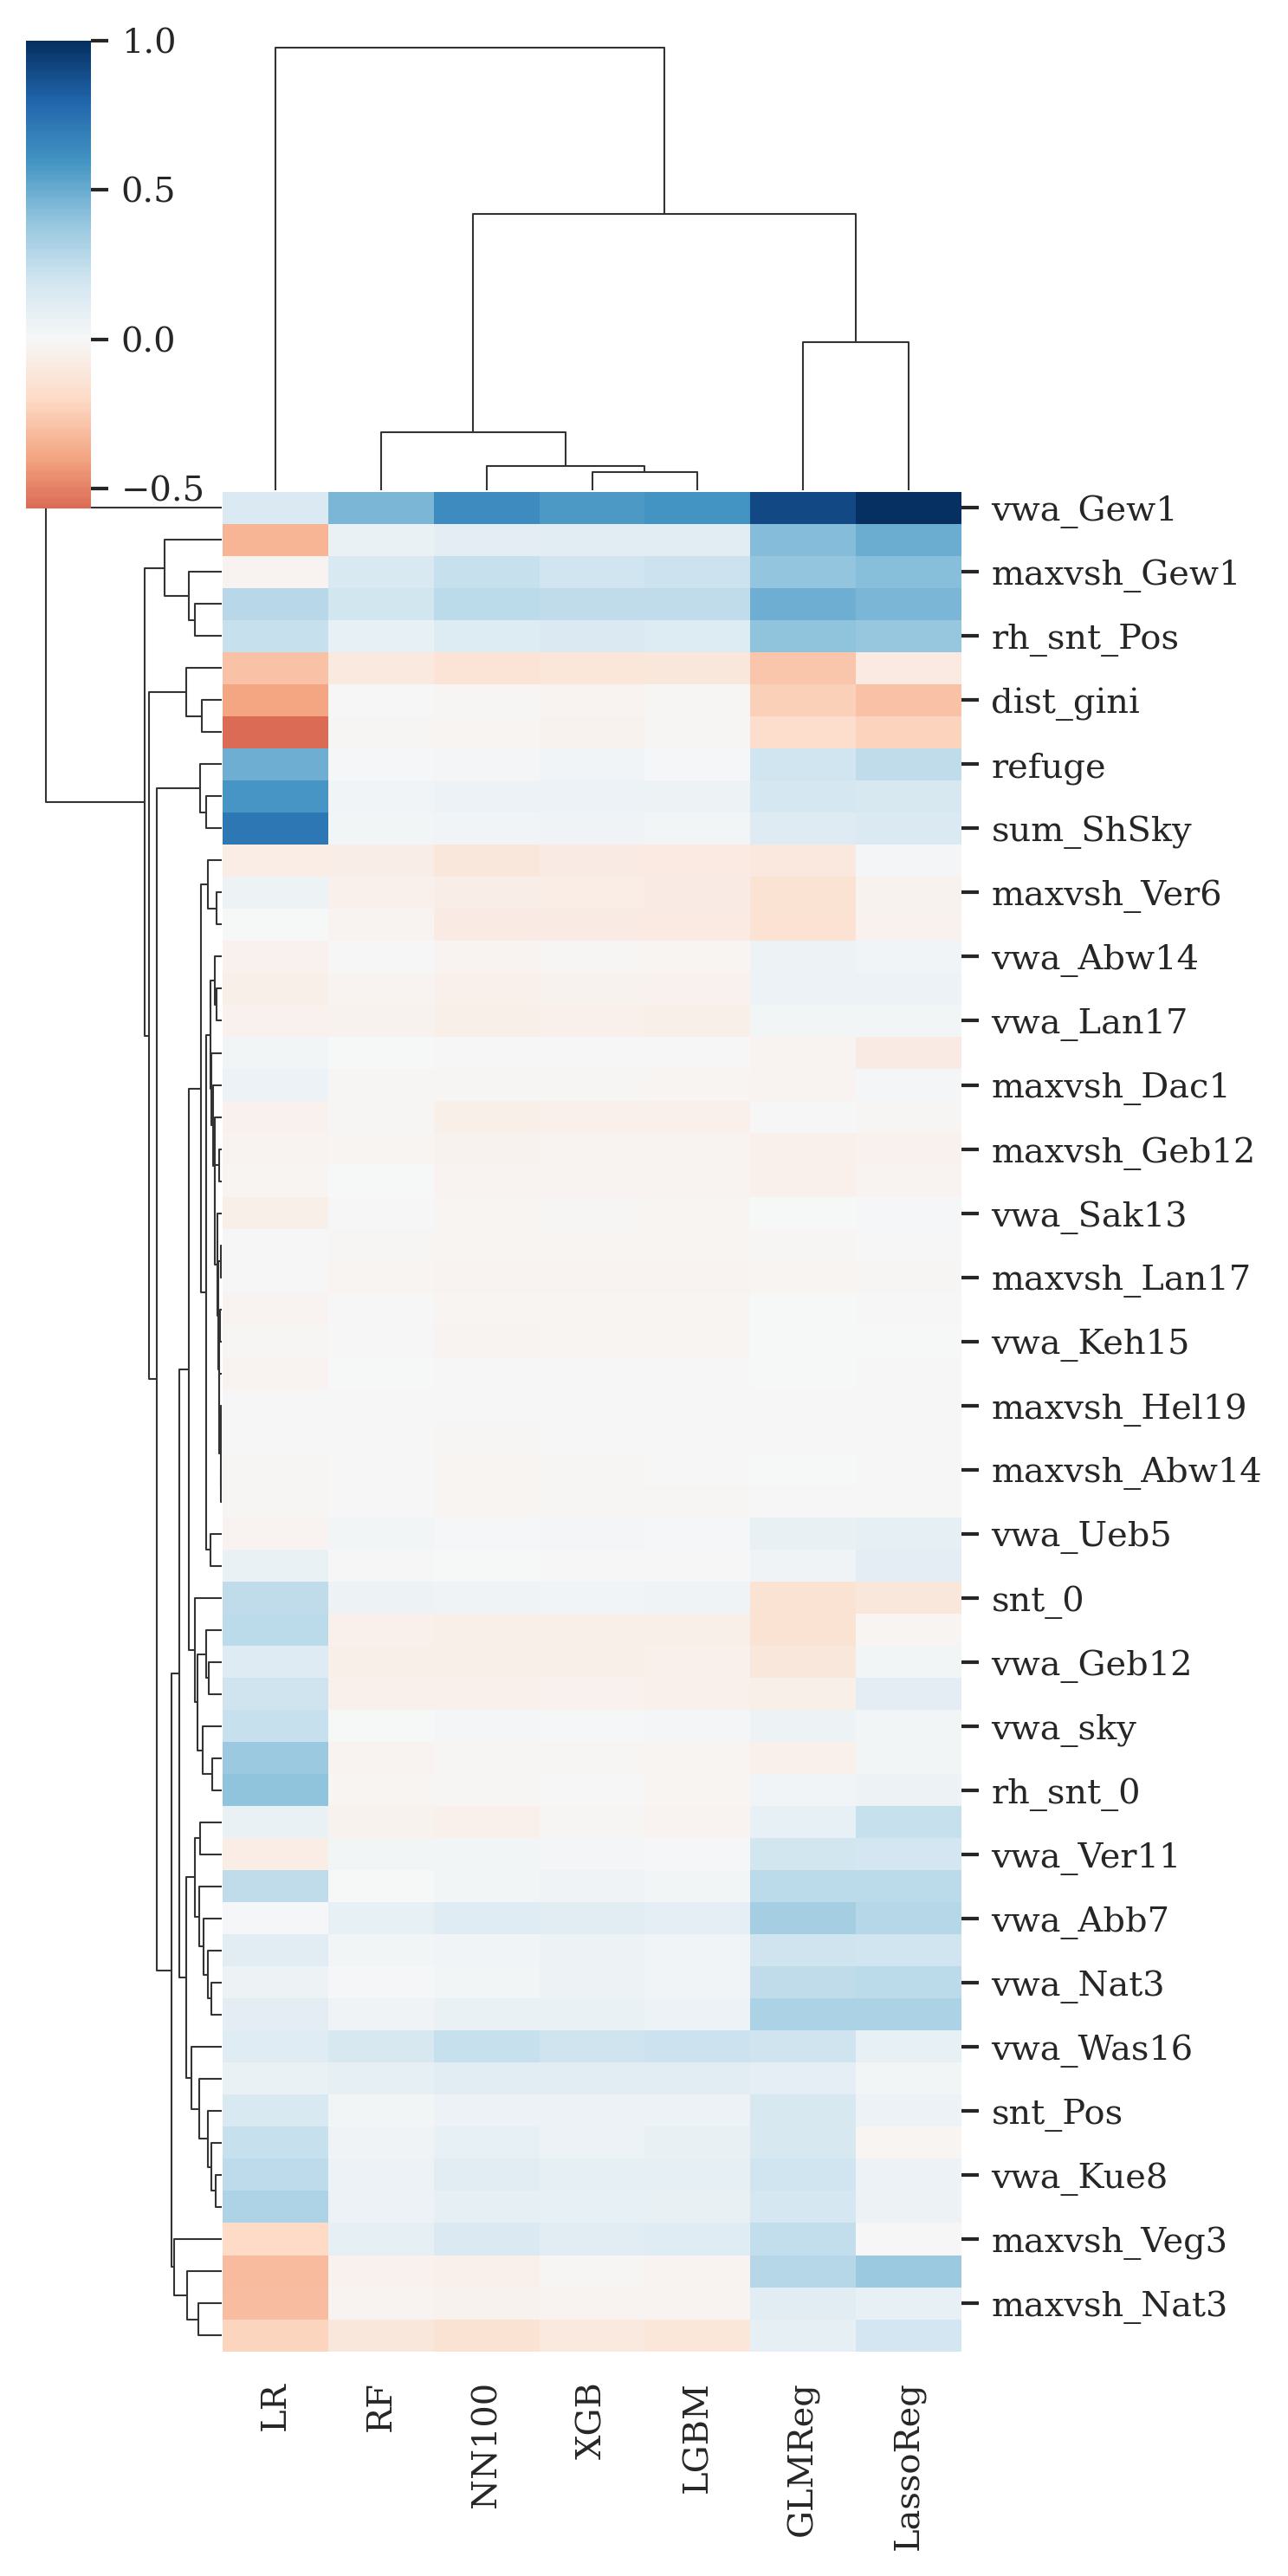 1.0
0.5
0.0
−0.5
vwa_Gew1
maxvsh_Gew1
rh_snt_Pos
dist_gini
refuge
sum_ShSky
maxvsh_Ver6
vwa_Abw14
vwa_Lan17
maxvsh_Dac1
maxvsh_Geb12
vwa_Sak13
maxvsh_Lan17
vwa_Keh15
maxvsh_Hel19
maxvsh_Abw14
vwa_Ueb5
snt_0
vwa_Geb12
vwa_sky
rh_snt_0
vwa_Ver11
vwa_Abb7
vwa_Nat3
vwa_Was16
snt_Pos
vwa_Kue8
maxvsh_Veg3
maxvsh_Nat3
LR
RF
NN100
XGB
LGBM
GLMReg
LassoReg